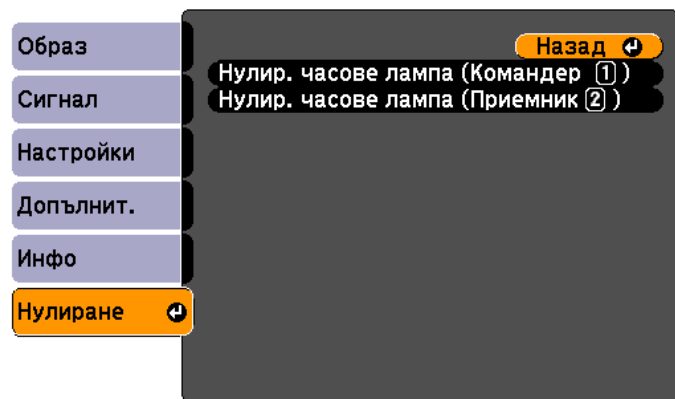 Образ
Сигнал
Настройки
Допълнит.
Инфо
Нулиране
Назад
Нулир. часове лампа (Командер 1)
Нулир. часове лампа (Приемник 2)